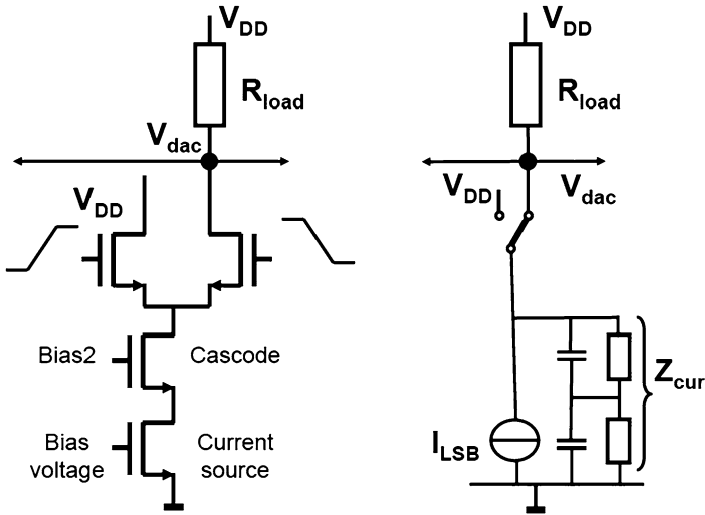 VDD
Rload
Vdac
VDD
Bias2
Cascode
Bias
voltage
Current
source
VDD
Rload
VDD
Vdac
Zcur
ILSB